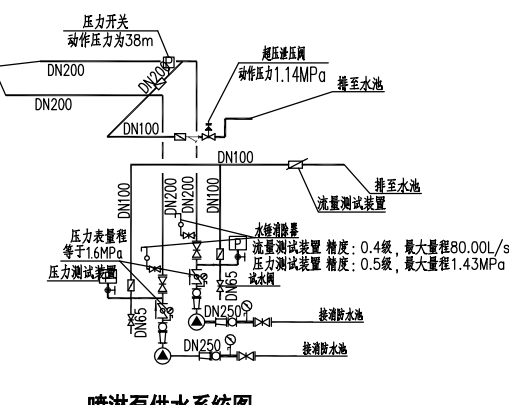 压力开关
动作压力为38m
DN200
DN200
DN200
超压泄压阀
动作压力1.14MPa
排至水池
DN100
DN100
排至水池
流量测试装置
DN100
DN200
DN200
DN100
压力表量程
等于1.6MPa
压力测试装置
水锤消除器
P
流量测试装置 精度：0.4级，最大量程80.00L/s
压力测试装置 精度：0.5级，最大量程1.43MPa
试水阀
DN65
DN65
DN250
接消防水池
DN250
接消防水池
喷淋泵供水系统图